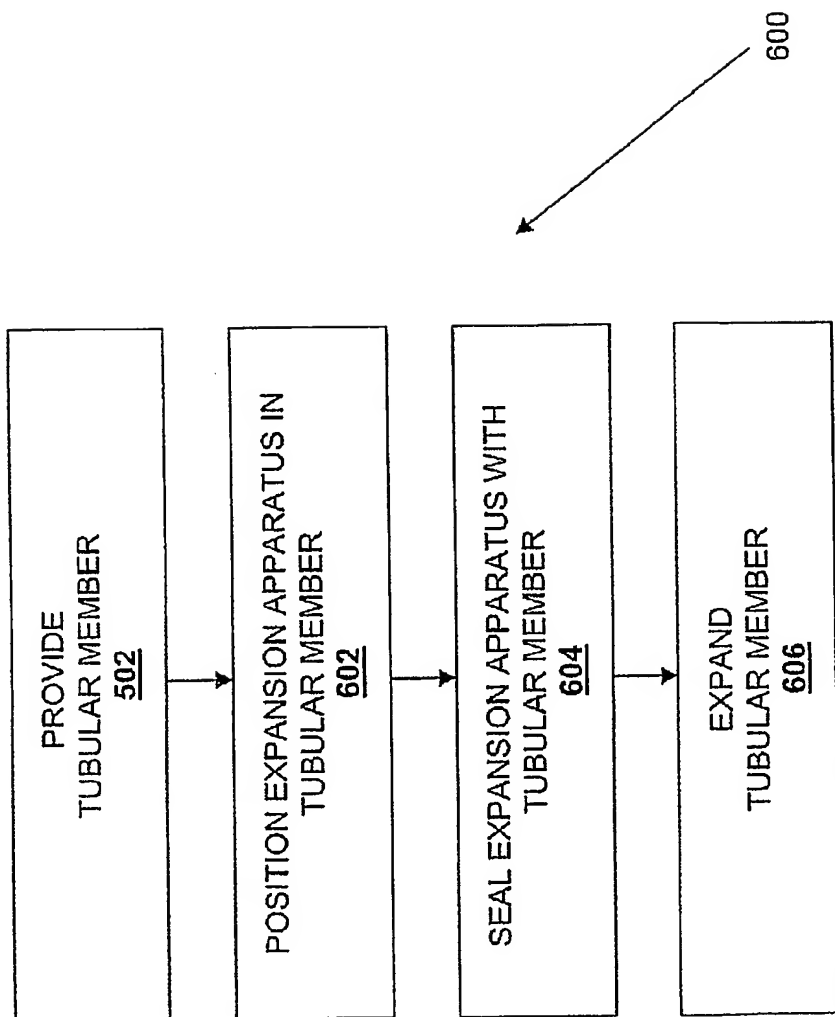 PROVIDE
TUBULAR MEMBER
502
POSITION EXPANSION APPARATUS IN
TUBULAR MEMBER
602
SEAL EXPANSION APPARATUS WITH
TUBULAR MEMBER
604
EXPAND
TUBULAR MEMBER
606
600